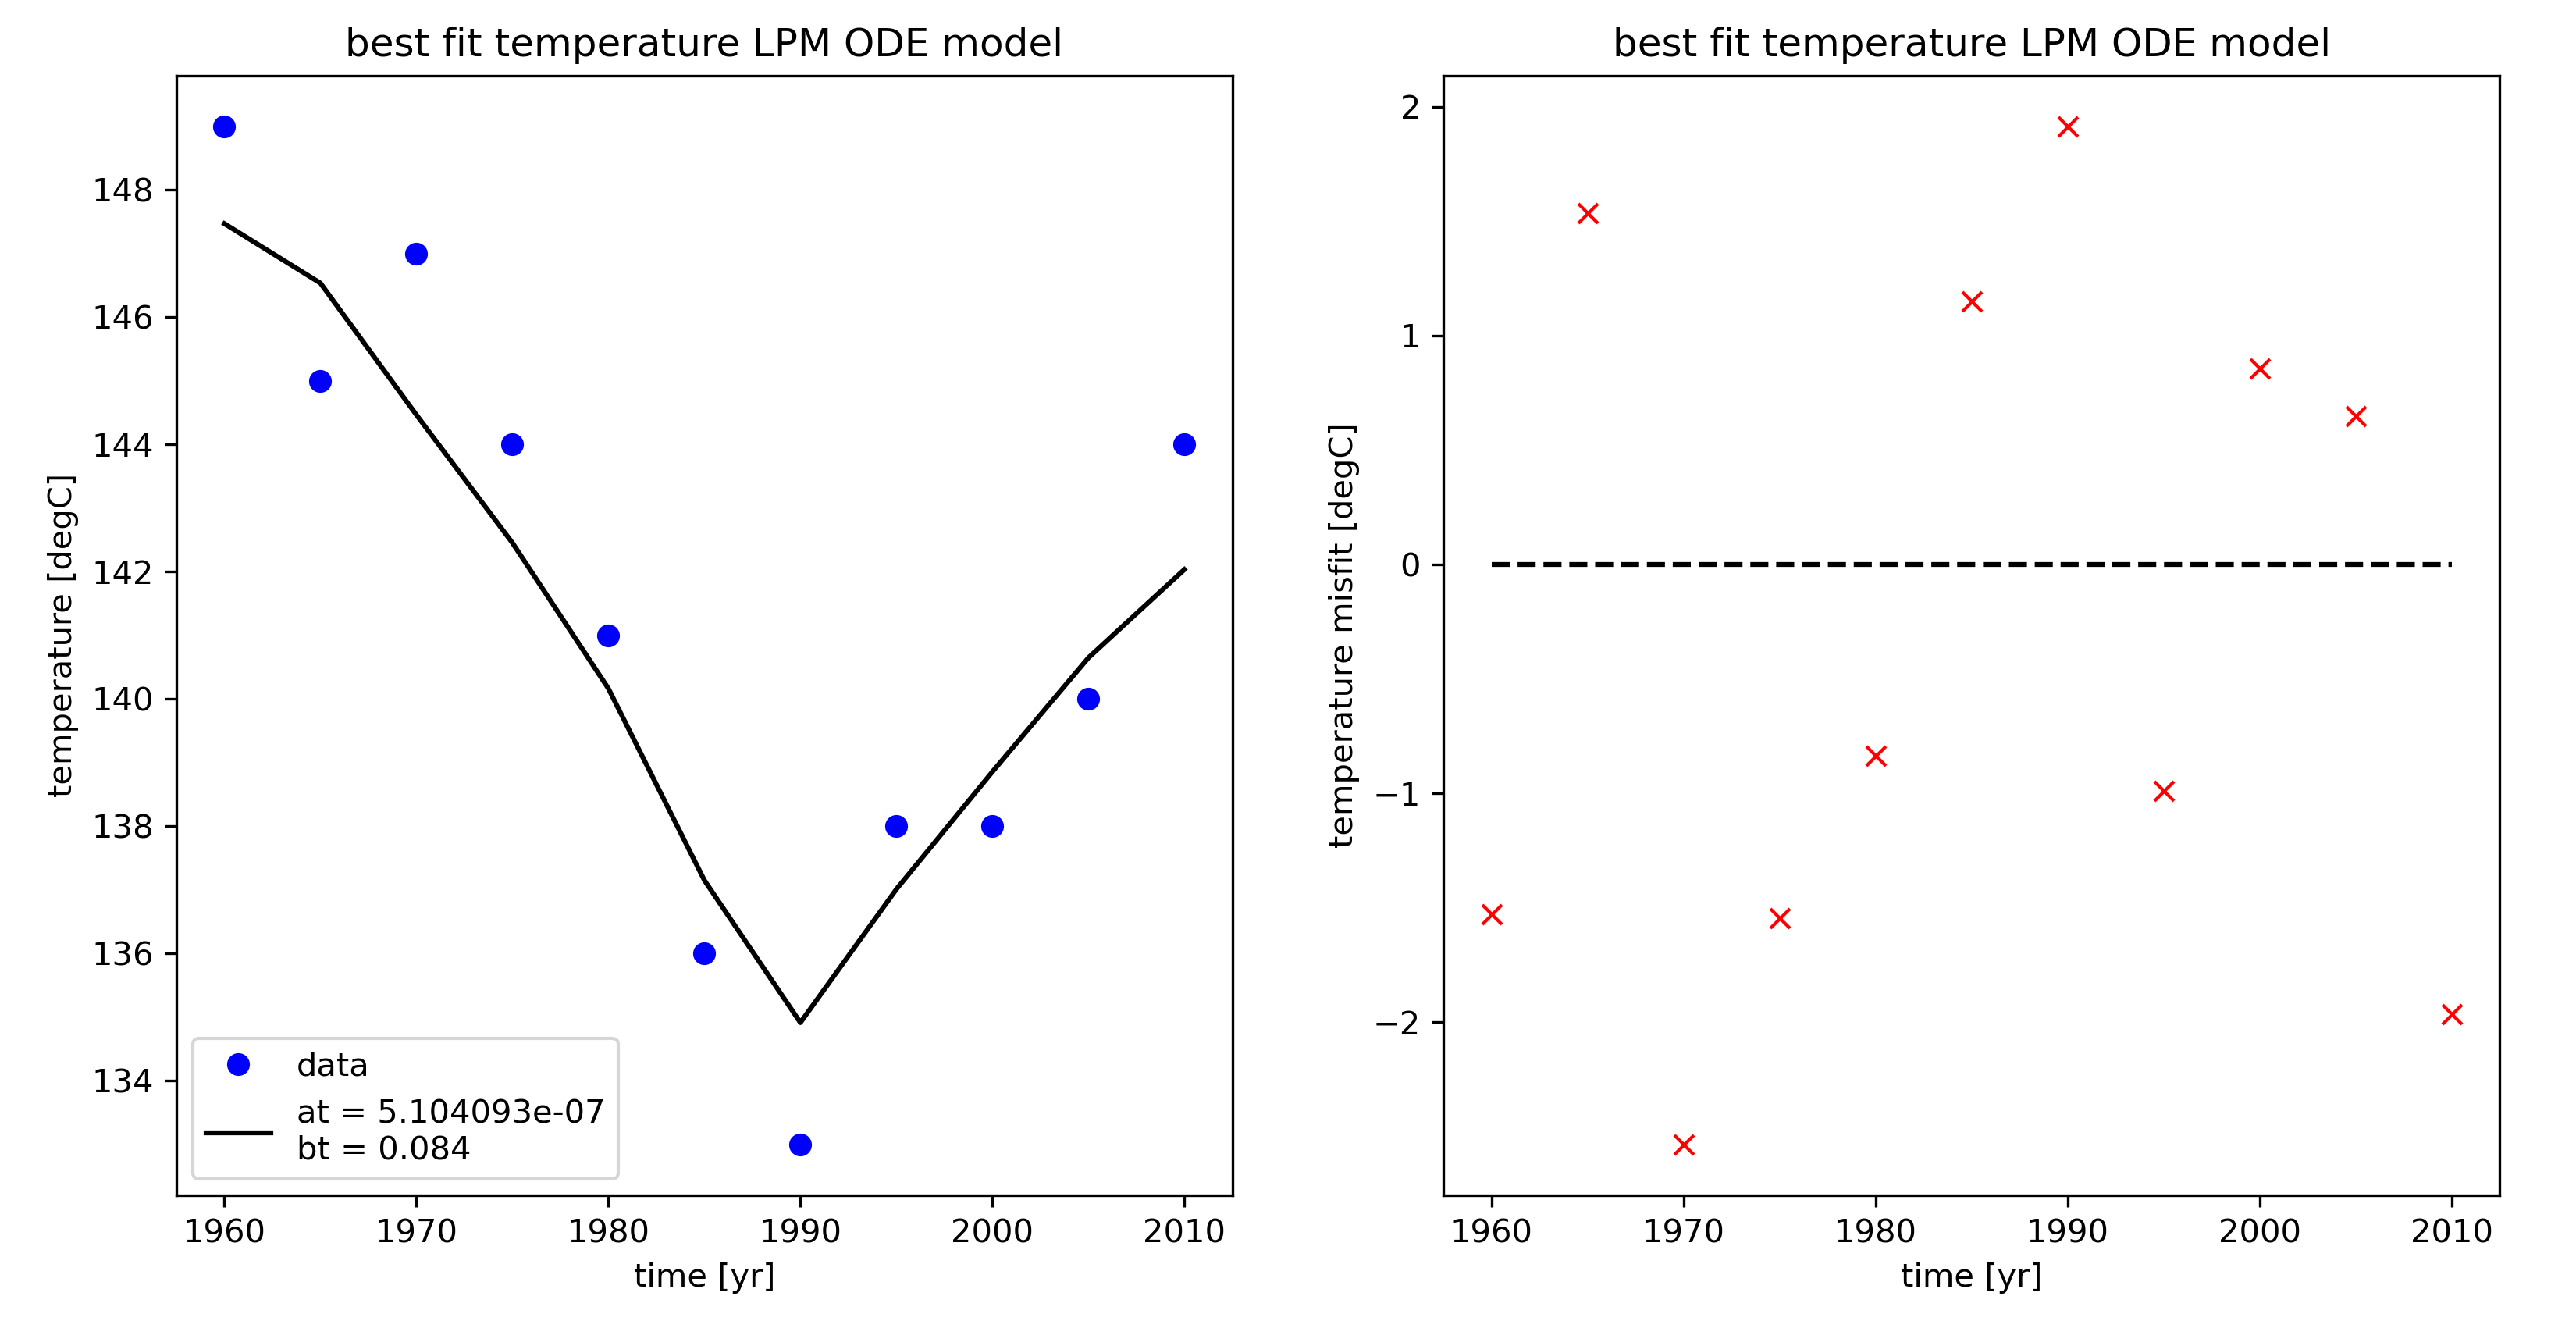 best fit temperature LPM ODE model
temperature [degC]
148
146
144
142
140
138
136
134
data
at = 5.104093e-07
bt = 0.084
1960
1970
1980
1990
2000
2010
time [yr]
best fit temperature LPM ODE model
temperature misfit [degC]
2
1
0
−1
−2
1960
1970
1980
1990
2000
2010
time [yr]